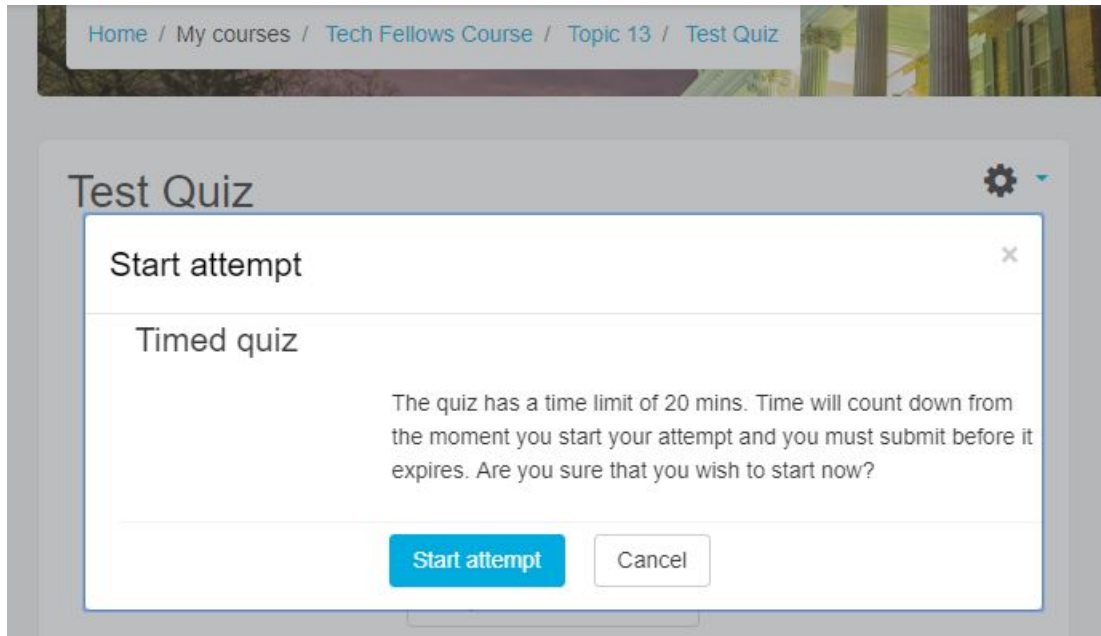 Home / My courses / Tech Fellows Course / Topic 13 / Test Quiz
Test Quiz
Start attempt
×
Timed quiz
The quiz has a time limit of 20 mins. Time will count down from
the moment you start your attempt and you must submit before it
expires. Are you sure that you wish to start now?
Start attempt Cancel